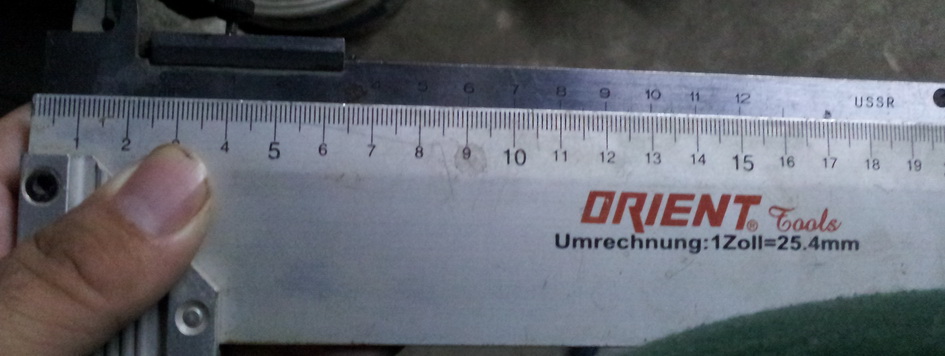 4 5 6 7 8 9 10 11 12 USSR
1 2 3 4 5 6 7 8 9 10 11 12 13 14 15 16 17 18 19
ORIENT® Tools
Umrechnung:1Zoll=25.4mm